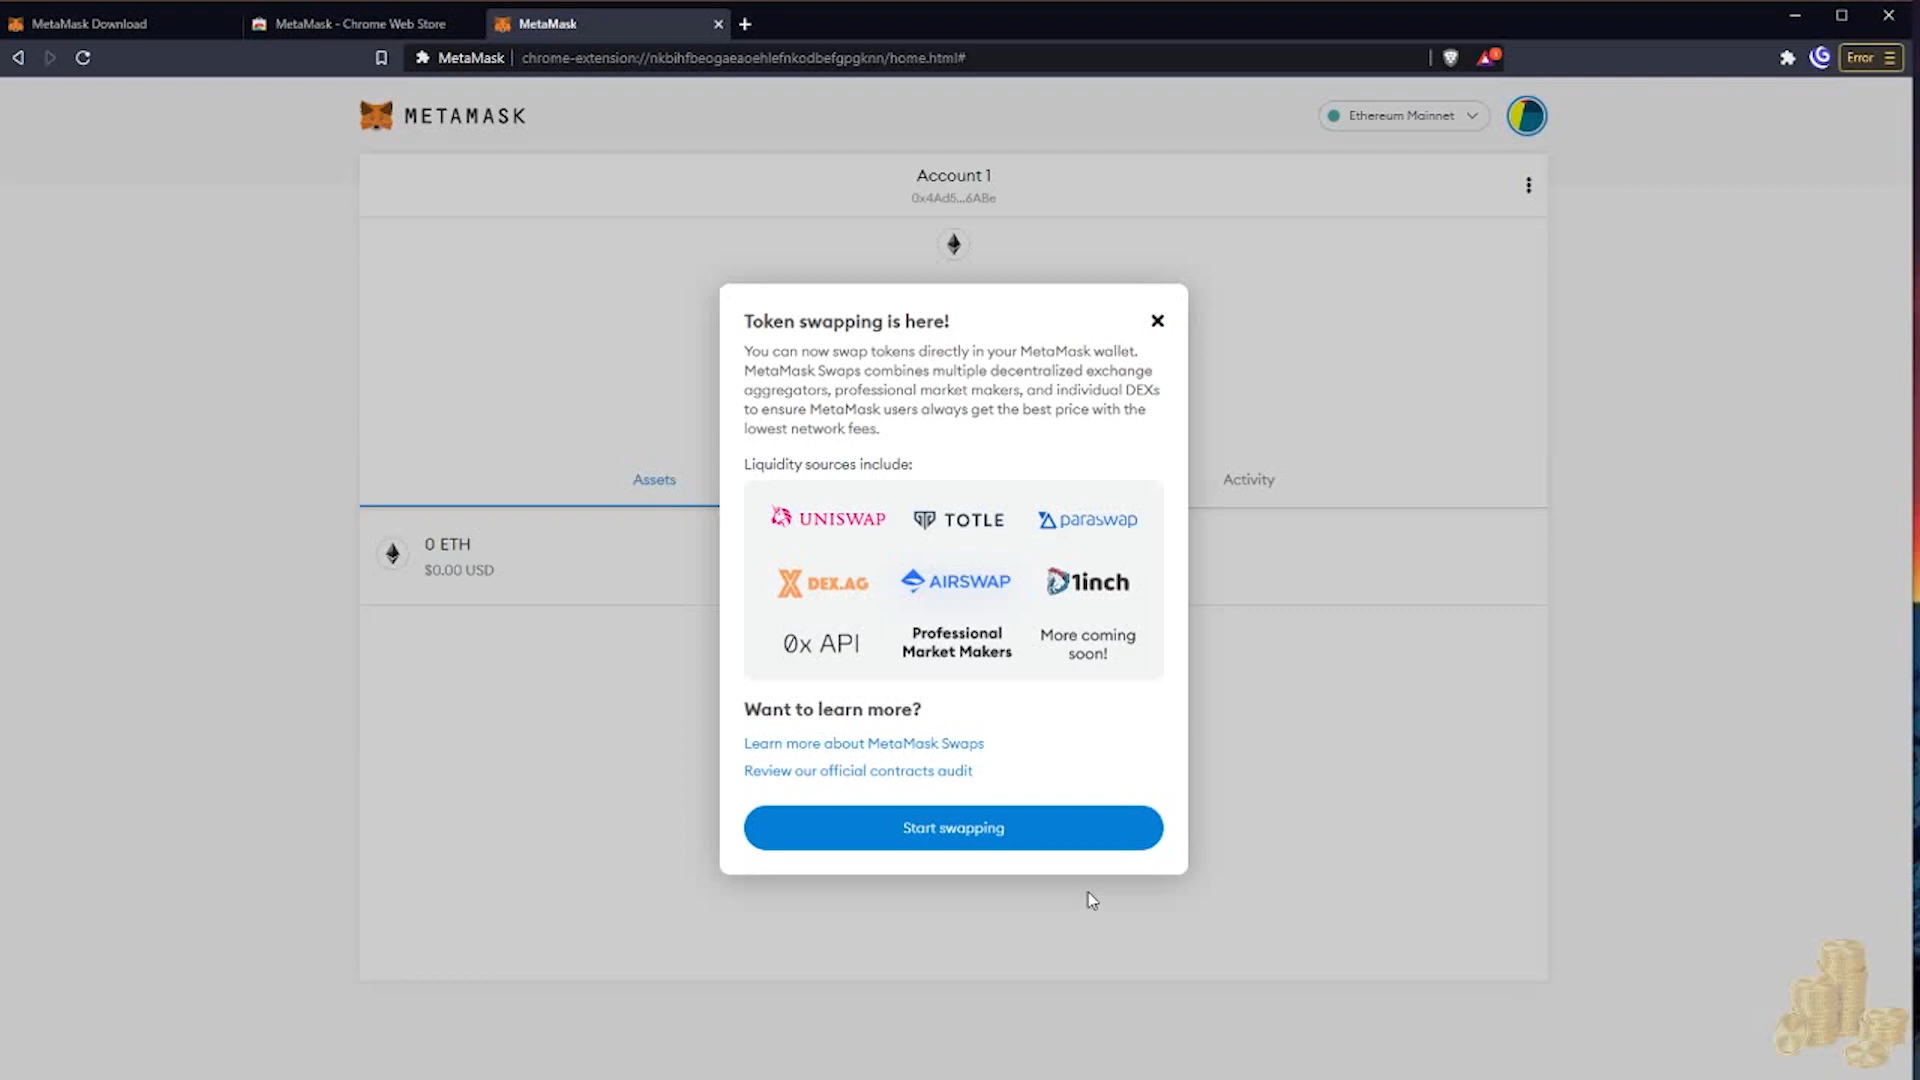 MetaMask Download
MetaMask - Chrome Web Store
MetaMask
MetaMask
chrome-extension://nkbihfbeogaeaoehlefnkodbefgpgknn/home.html#
Error
METAMASK
Ethereum Mainnet
Account 1
0x4Ad5...6ABe
Token swapping is here!
You can now swap tokens directly in your MetaMask wallet.
MetaMask Swaps combines multiple decentralized exchange
aggregators, professional market makers, and individual DEXs
to ensure MetaMask users always get the best price with the
lowest network fees.
Liquidity sources include:
Assets
Activity
UNISWAP
TOTLE
paraswap
0 ETH
$0.00 USD
DEX.AG
AIRSWAP
1inch
0x API
Professional
Market Makers
More coming
soon!
Want to learn more?
Learn more about MetaMask Swaps
Review our official contracts audit
Start swapping